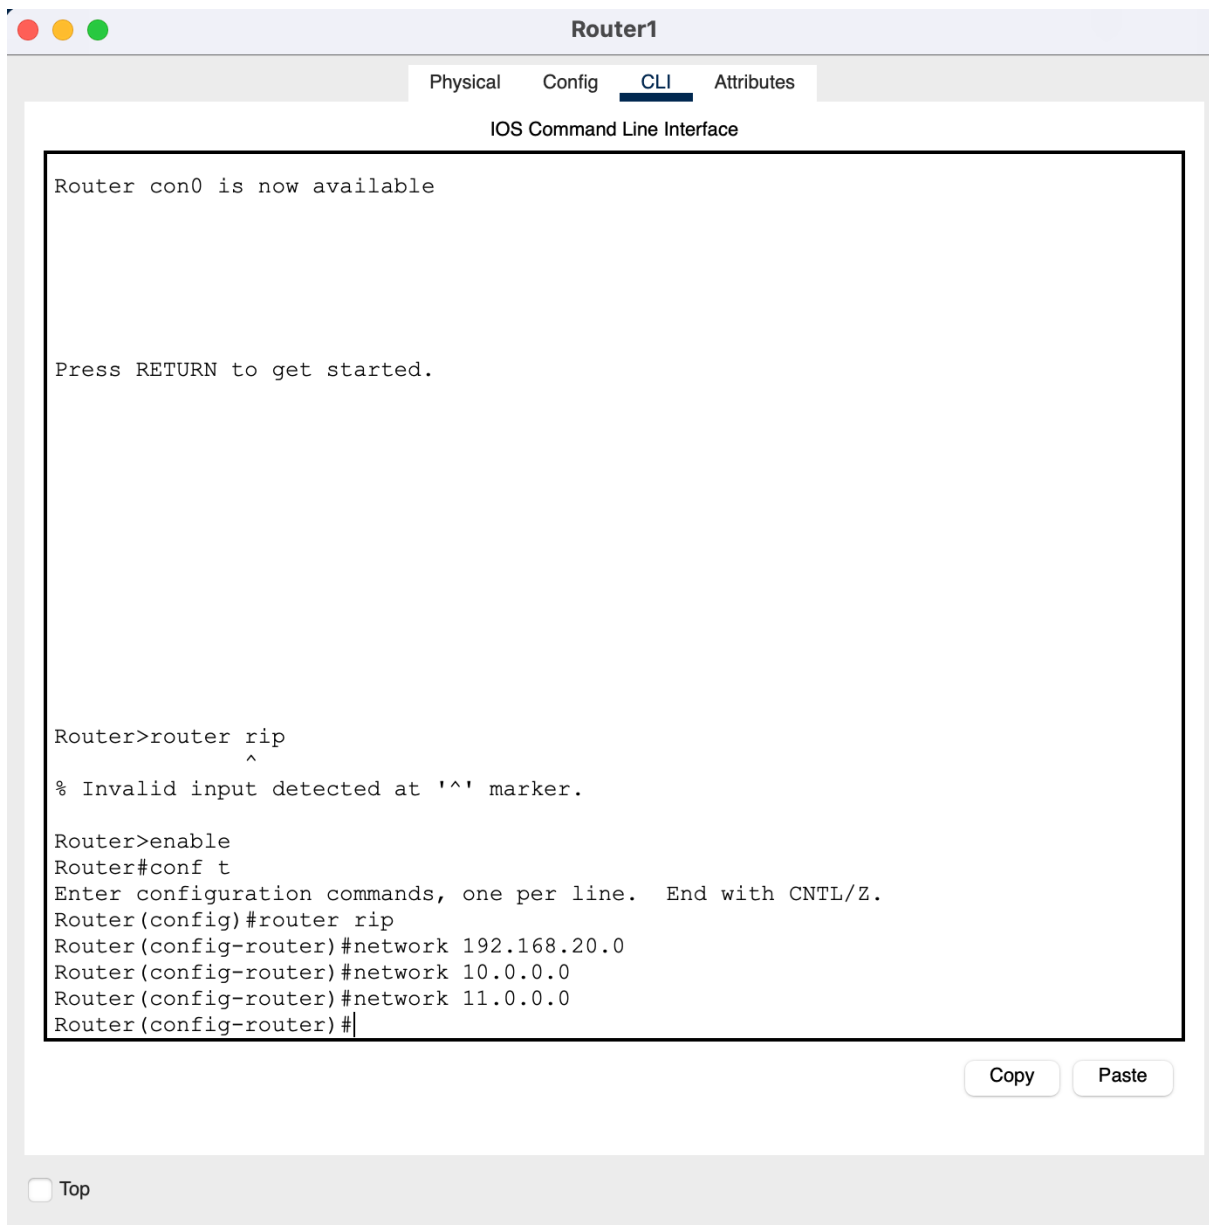 Router1
Physical Config CLI Attributes
IOS Command Line Interface
Router con0 is now available
Press RETURN to get started.
Router>router rip
^
% Invalid input detected at '^' marker.
Router>enable
Router#conf t
Enter configuration commands, one per line.  End with CNTL/Z.
Router(config)#router rip
Router(config-router)#network 192.168.20.0
Router(config-router)#network 10.0.0.0
Router(config-router)#network 11.0.0.0
Router(config-router)#
Copy Paste
Top